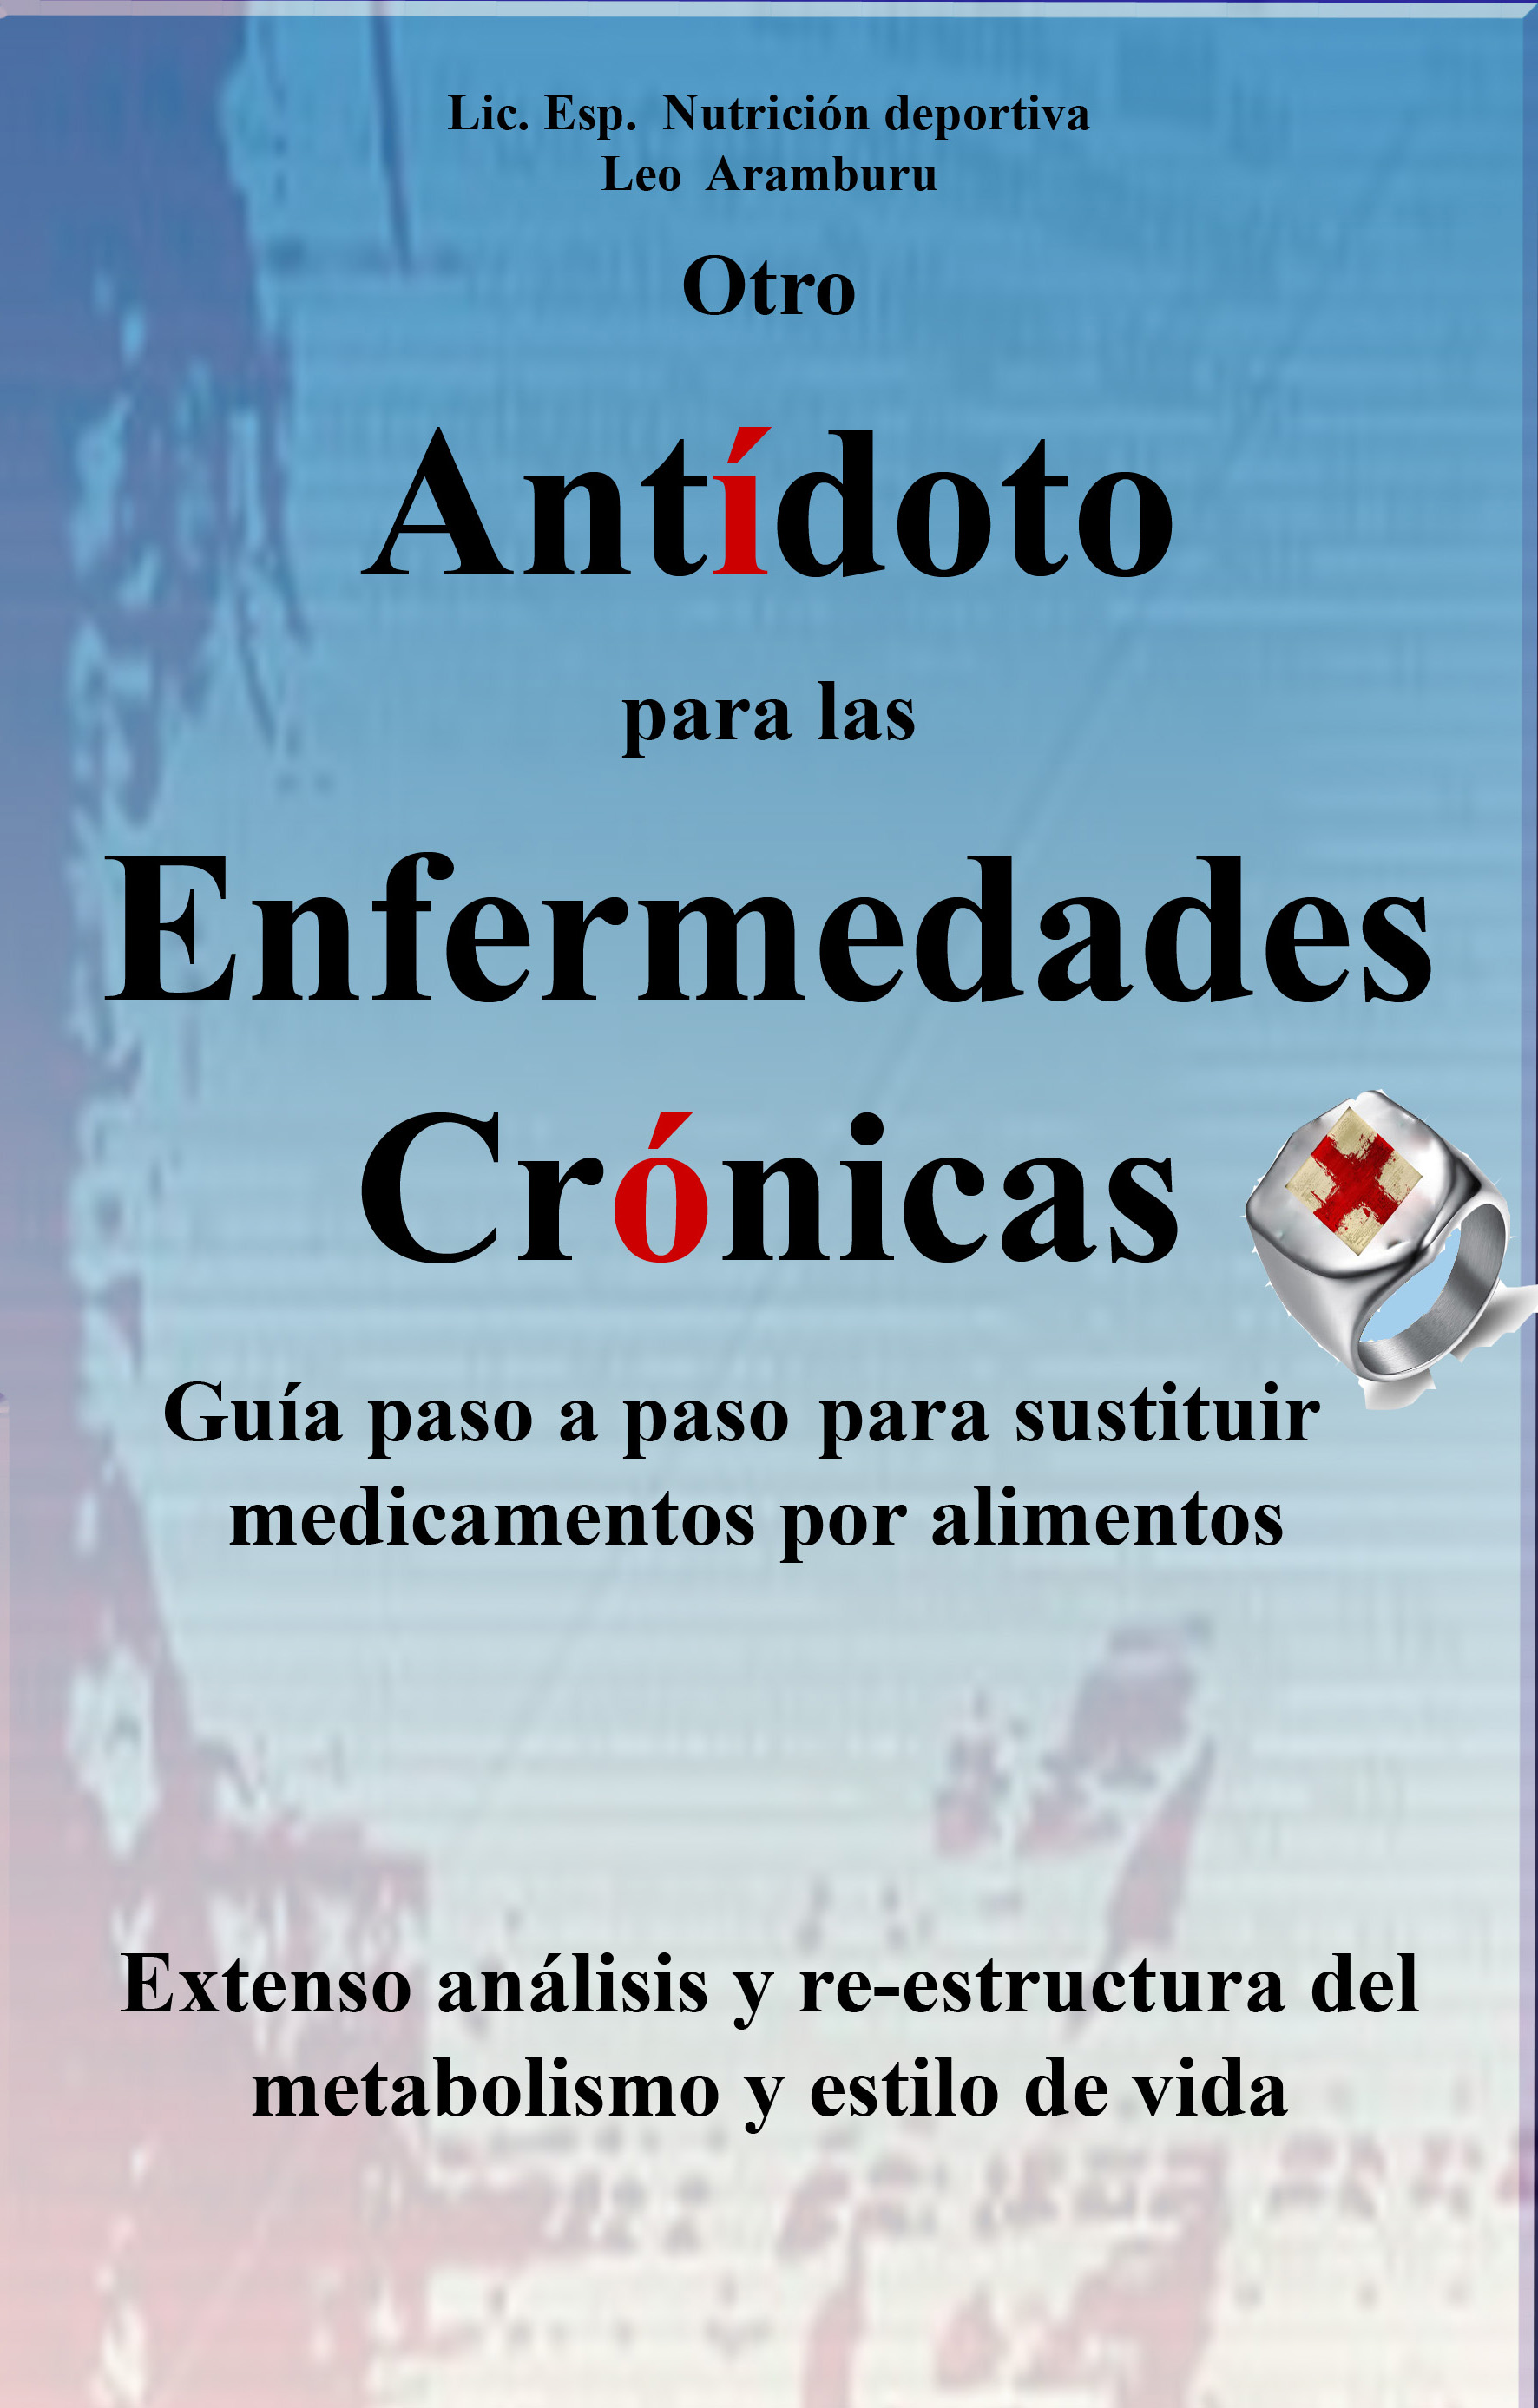 Lic. Esp. Nutrición deportiva
Leo Aramburu
Otro
Antídoto
para las
Enfermedades
Crónicas
Guía paso a paso para sustituir
medicamentos por alimentos
Extenso análisis y re-estructura del
metabolismo y estilo de vida